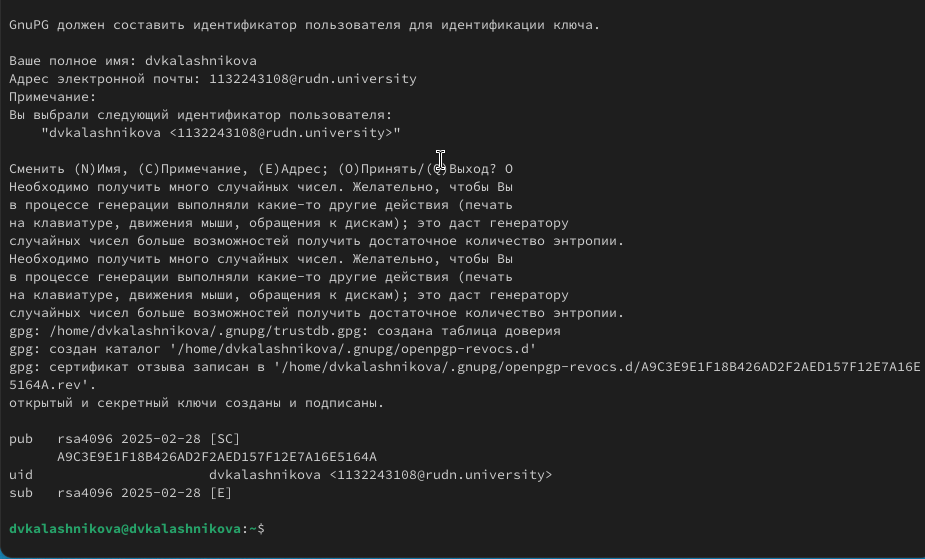 GnuPG должен составить идентификатор пользователя для идентификации ключа.
Ваше полное имя: dvkalashnikova
Адрес электронной почты: 1132243108@rudn.university
Примечание:
Вы выбрали следующий идентификатор пользователя:
"dvkalashnikova <1132243108@rudn.university>"
Сменить (N)Имя, (C)Примечание, (E)Адрес; (O)Принять/(Q)Выход? O
Необходимо получить много случайных чисел. Желательно, чтобы Вы
в процессе генерации выполняли какие-то другие действия (печать
на клавиатуре, движения мыши, обращения к дискам); это даст генератору
случайных чисел больше возможностей получить достаточное количество энтропии.
Необходимо получить много случайных чисел. Желательно, чтобы Вы
в процессе генерации выполняли какие-то другие действия (печать
на клавиатуре, движения мыши, обращения к дискам); это даст генератору
случайных чисел больше возможностей получить достаточное количество энтропии.
gpg: /home/dvkalashnikova/.gnupg/trustdb.gpg: создана таблица доверия
gpg: создан каталог '/home/dvkalashnikova/.gnupg/openpgp-revocs.d'
gpg: сертификат отзыва записан в '/home/dvkalashnikova/.gnupg/openpgp-revocs.d/A9C3E9E1F18B426AD2F2AED157F12E7A16E
5164A.rev'.
открытый и секретный ключи созданы и подписаны.
pub   rsa4096 2025-02-28 [SC]
A9C3E9E1F18B426AD2F2AED157F12E7A16E5164A
uid                      dvkalashnikova <1132243108@rudn.university>
sub   rsa4096 2025-02-28 [E]
dvkalashnikova@dvkalashnikova:~$